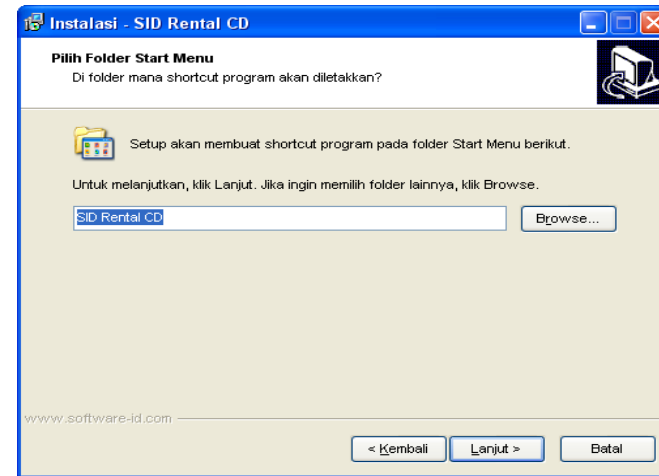 Instalasi - SID Rental CD
Pilih Folder Start Menu
Di folder mana shortcut program akan diletakkan?
Setup akan membuat shortcut program pada folder Start Menu berikut.
Untuk melanjutkan, klik Lanjut. Jika ingin memilih folder lainnya, klik Browse.
SID Rental CD
Browse...
www.software-id.com
< Kembali
Lanjut >
Batal